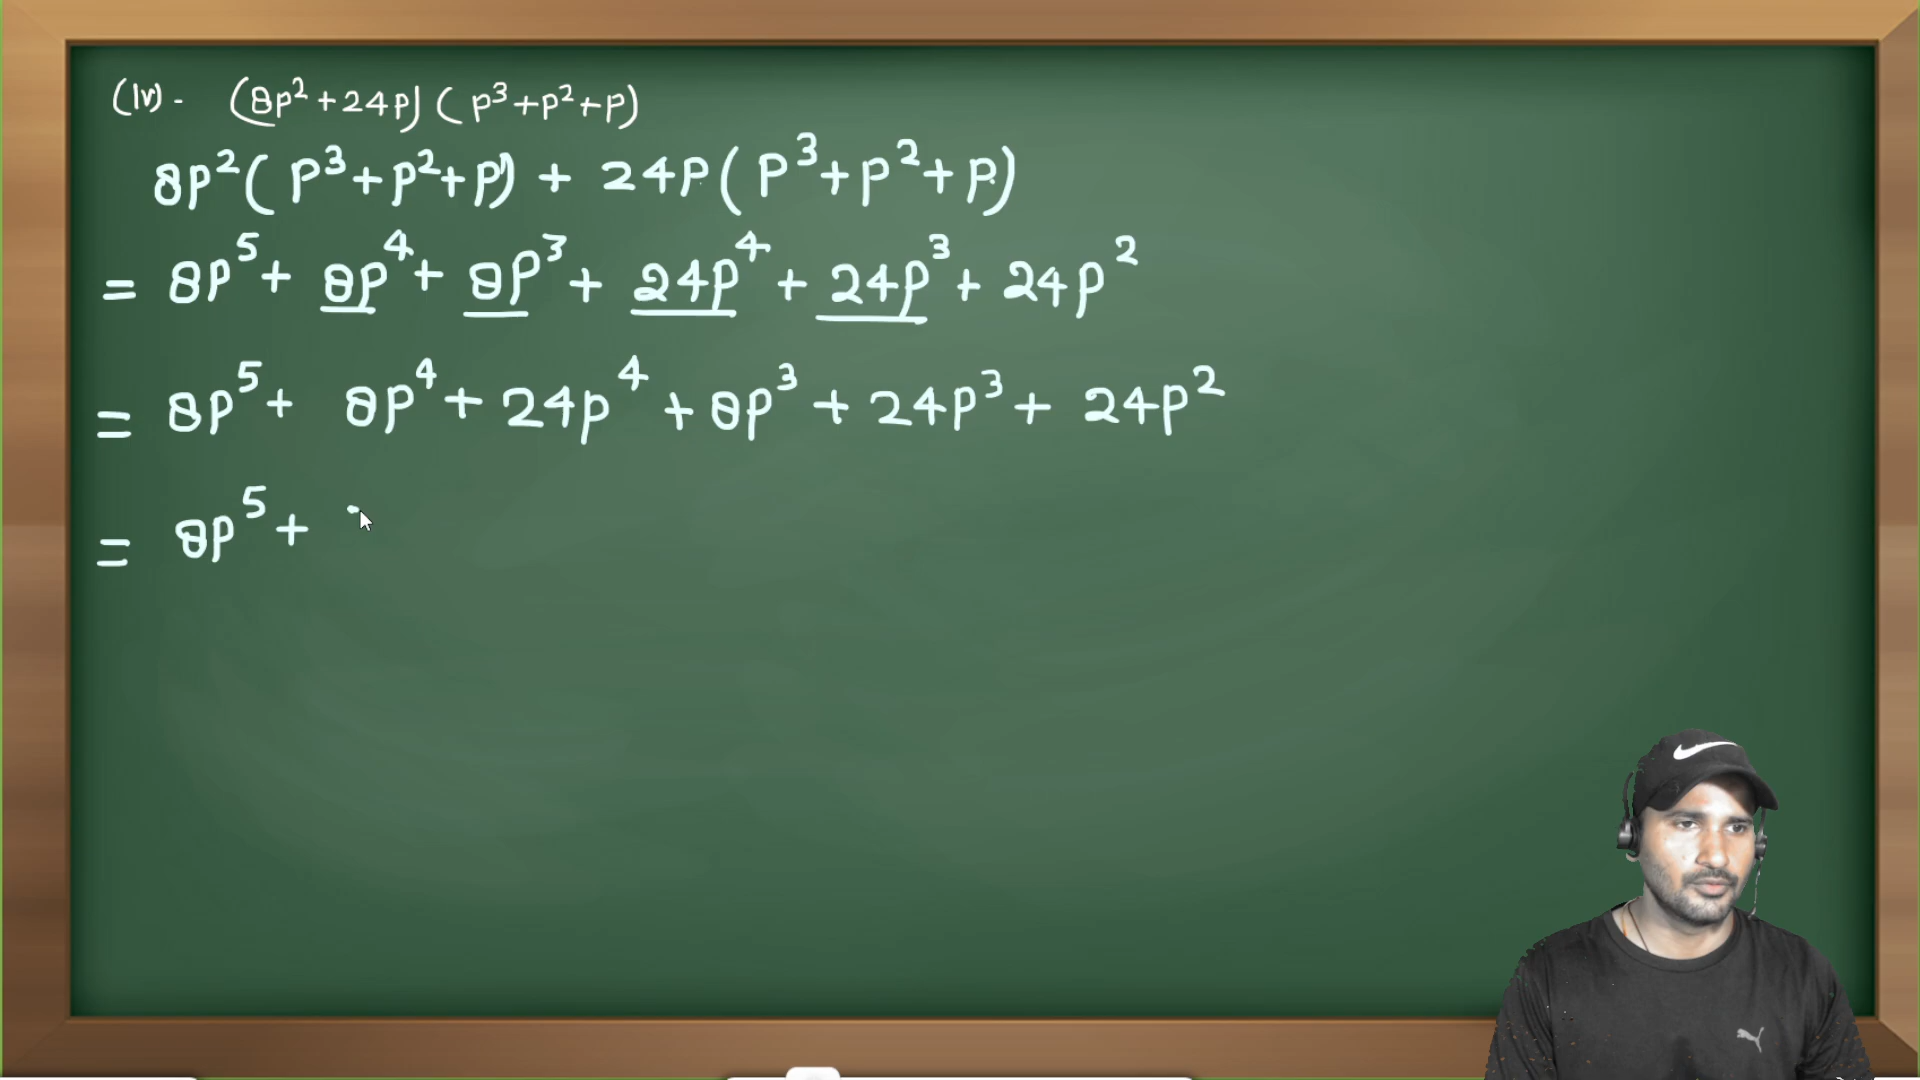 (iv) - (8p² + 24p) (p³+p²+p)
8p²(p³+p²+p) + 24p(p³+p²+p)
= 8p⁵ + 8p⁴ + 8p³ + 24p⁴ + 24p³ + 24p²
= 8p⁵ + 8p⁴ + 24p⁴ + 8p³ + 24p³ + 24p²
= 8p⁵ +